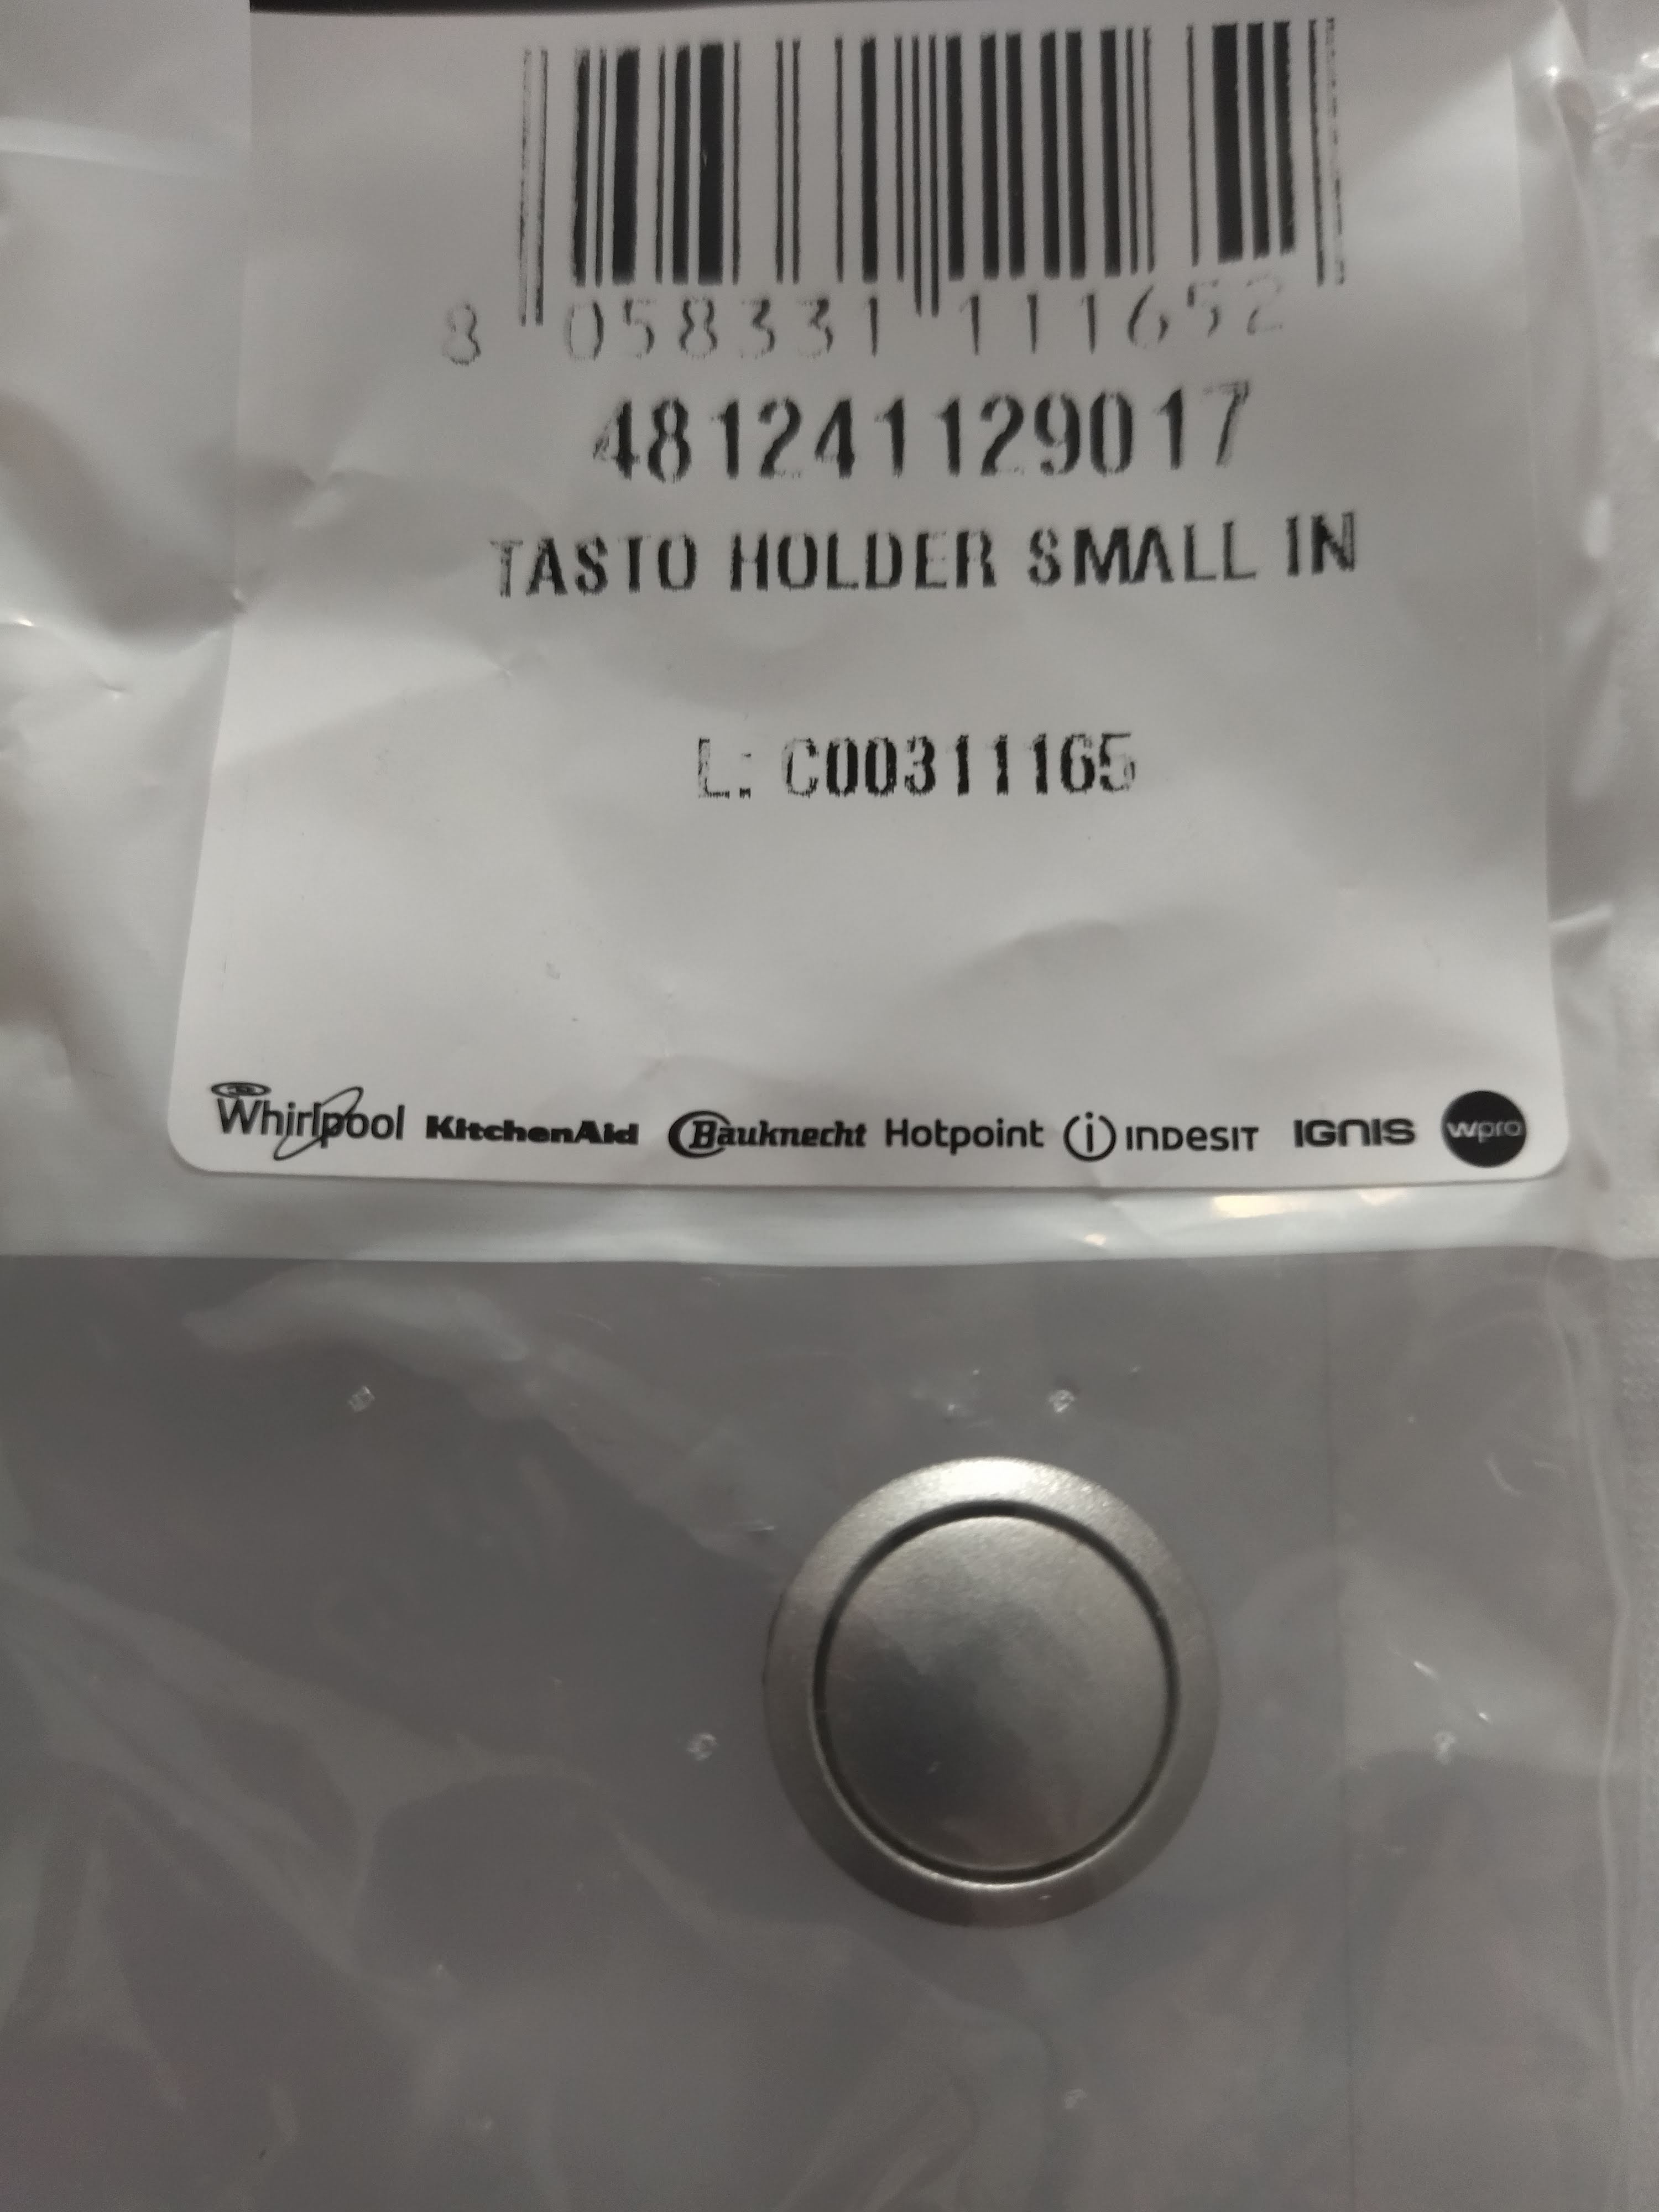 8 058331 111652
481241129017
TASTO HOLDER SMALL IN
L: C00311165
Whirlpool KitchenAid Bauknecht Hotpoint i INDESIT IGNIS wpro